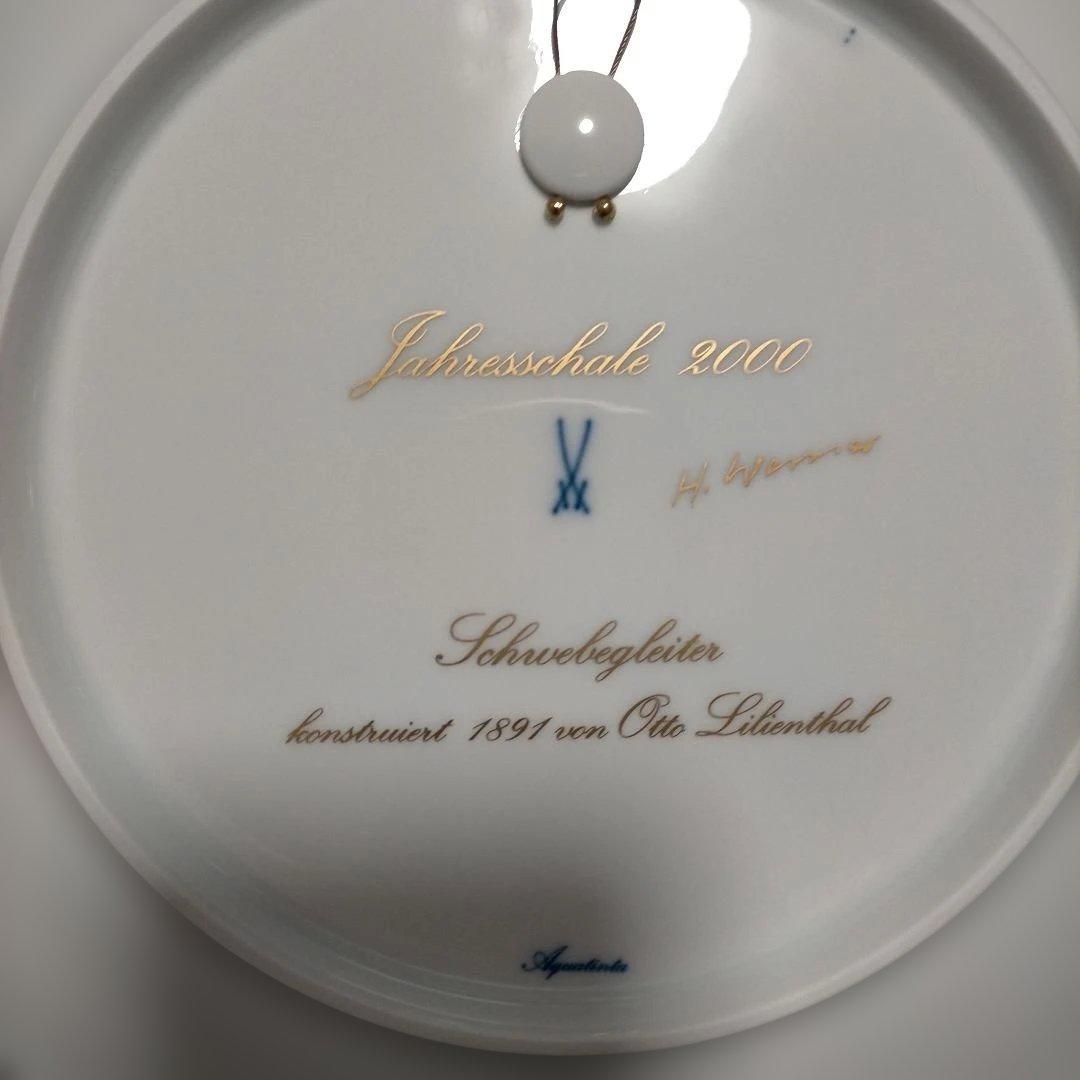 Jahresschale 2000
H. Werner
Schwebegleiter
konstruiert 1891 von Otto Lilienthal
Aquatinta